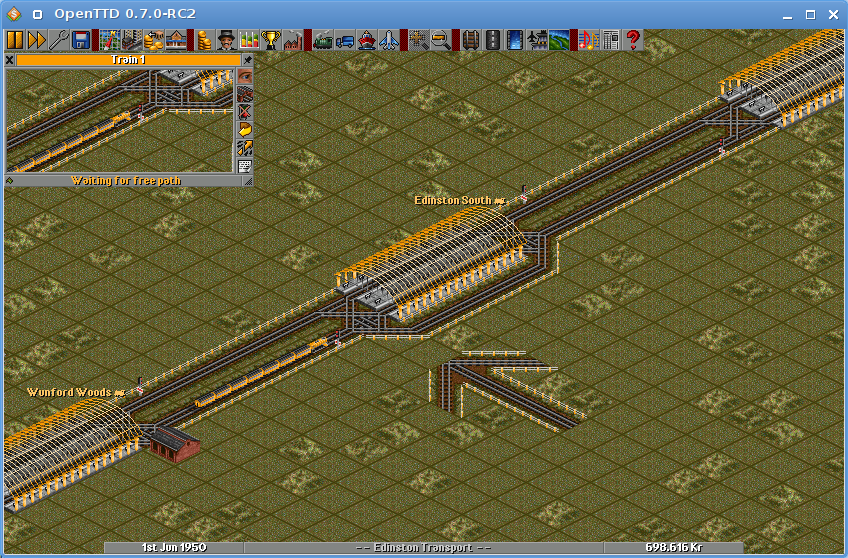 OpenTTD 0.7.0-RC2
Train 1
Waiting for free path
Edinston South
Wunford Woods
1st Jun 1950
-- Edinston Transport --
698.616 Kr